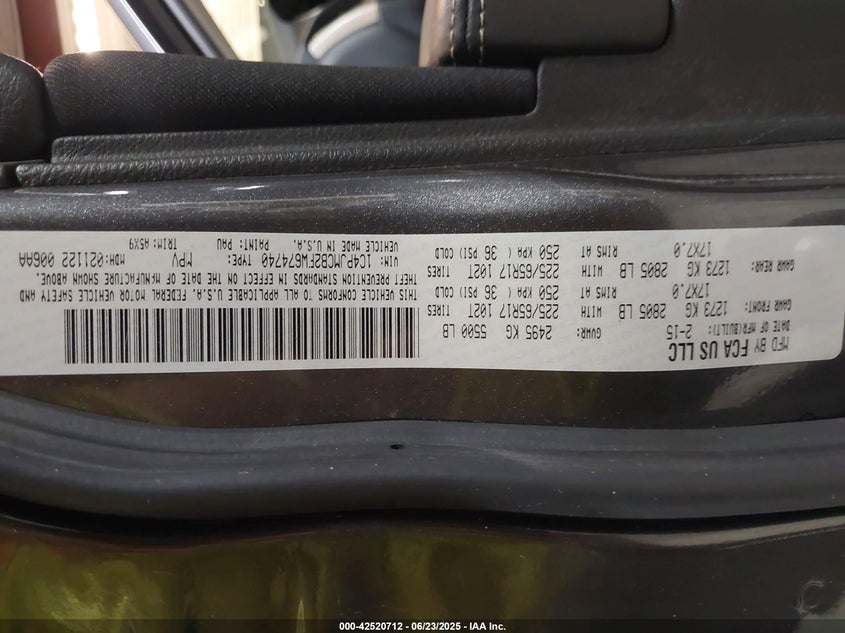 MFD BY FCA US LLC
DATE OF MFR(BUILT): 2-15 GVWR: 2495 KG 5500 LB
GAWR FRONT: 1273 KG 2805 LB WITH 225/65R17 102T TIRES
17X7.0 RIMS AT 250 KPA ( 36 PSI) COLD
GAWR REAR: 1273 KG 2805 LB WITH 225/65R17 102T TIRES
17X7.0 RIMS AT 250 KPA ( 36 PSI) COLD
THIS VEHICLE CONFORMS TO ALL APPLICABLE U.S.A. FEDERAL MOTOR VEHICLE SAFETY AND
THEFT PREVENTION STANDARDS IN EFFECT ON THE DATE OF MANUFACTURE SHOWN ABOVE.
VIN: 1C4PJMCB2FW674740 TYPE: MPV MDH:021122 006AA
VEHICLE MADE IN U.S.A. PAINT: PAU TRIM:A5X9
000-42520712 - 06/23/2025 - IAA Inc.